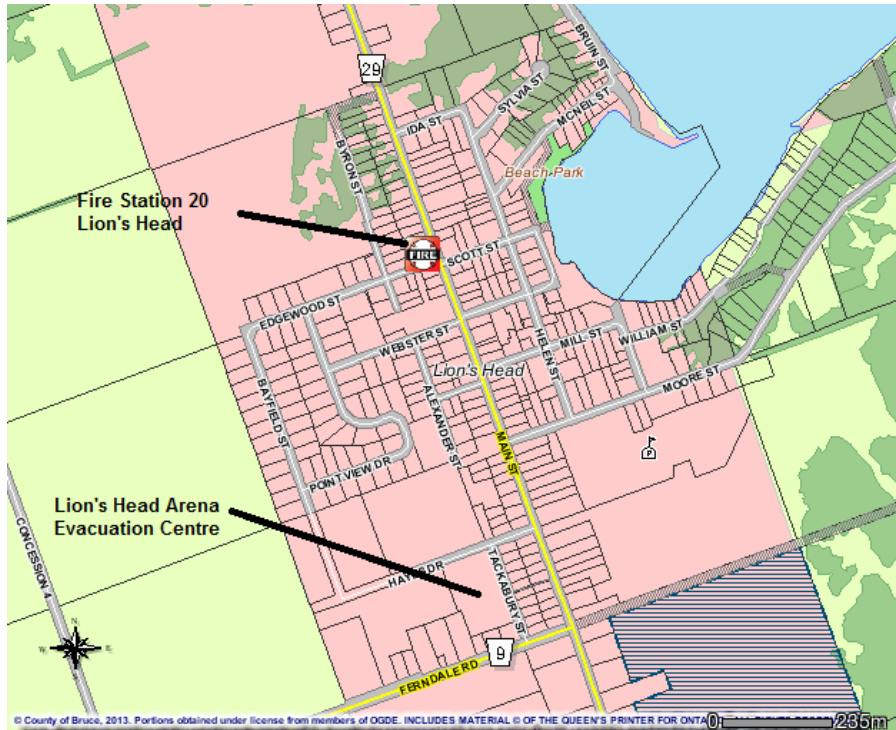 29
BRUIN ST
SYLVIA ST
MCNEIL ST
IDA ST
BYRON ST
Beach Park
Fire Station 20
Lion's Head
FIRE
SCOTT ST
EDGEWOOD ST
WEBSTER ST
HELEN ST
MILL ST
WILLIAM ST
Lion's Head
MOORE ST
BAYFIELD ST
ALEXANDER ST
MAIN ST
P
POINT VIEW DR
Lion's Head Arena
Evacuation Centre
CONCESSION 4
HAYES DR
TACKABURY ST
N
W
E
S
9
FERNDALE RD
© County of Bruce, 2013. Portions obtained under license from members of OGDE. INCLUDES MATERIAL © OF THE QUEEN'S PRINTER FOR
0 235m